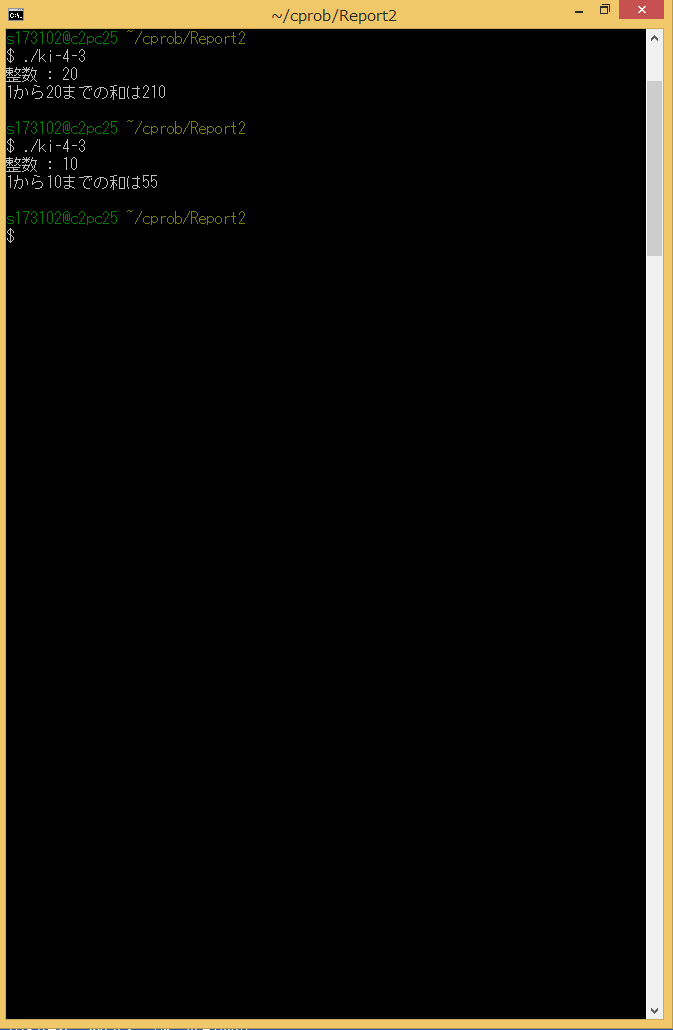 ~/cprob/Report2
s173102@c2pc25 ~/cprob/Report2
$ ./ki-4-3
整数 : 20
1から20までの和は210
s173102@c2pc25 ~/cprob/Report2
$ ./ki-4-3
整数 : 10
1から10までの和は55
s173102@c2pc25 ~/cprob/Report2
$